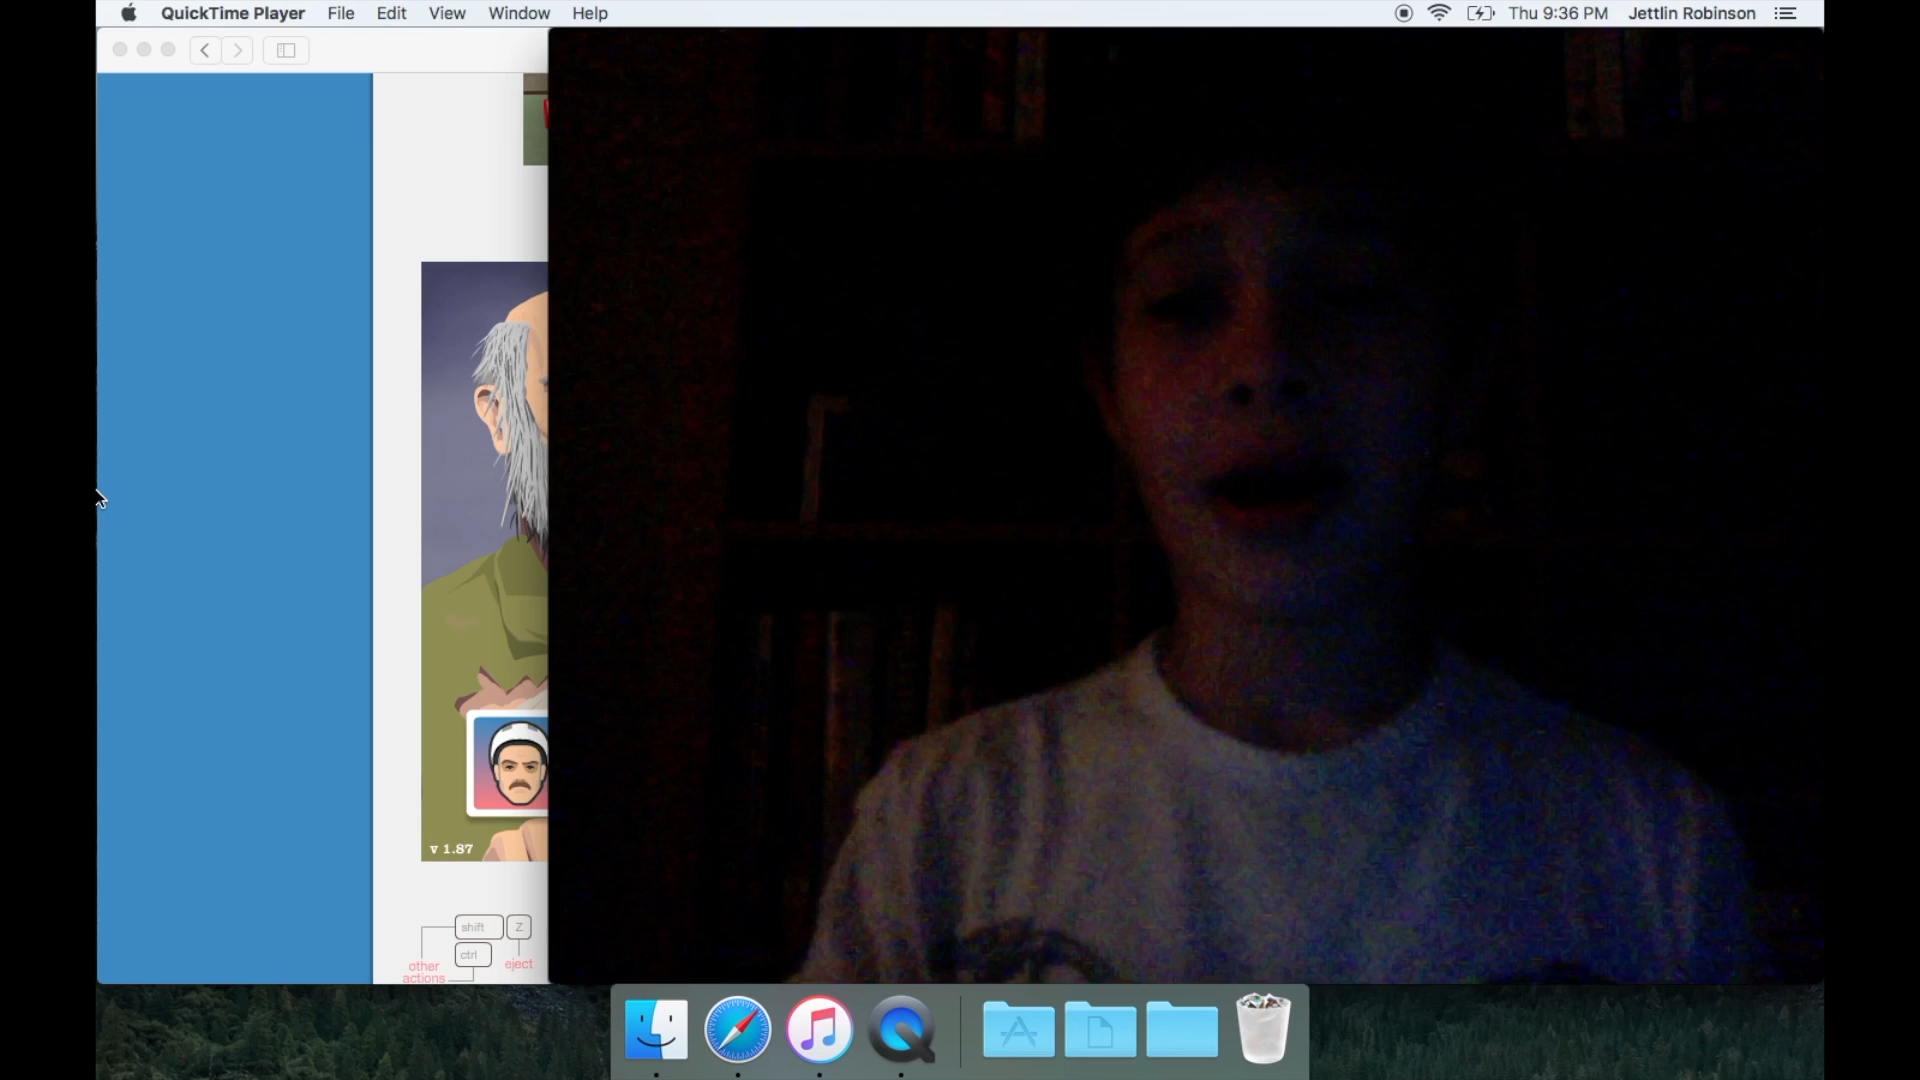 QuickTime Player File Edit View Window Help Thu 9:36 PM Jettlin Robinson
v 1.87
shift Z
ctrl
other actions
eject